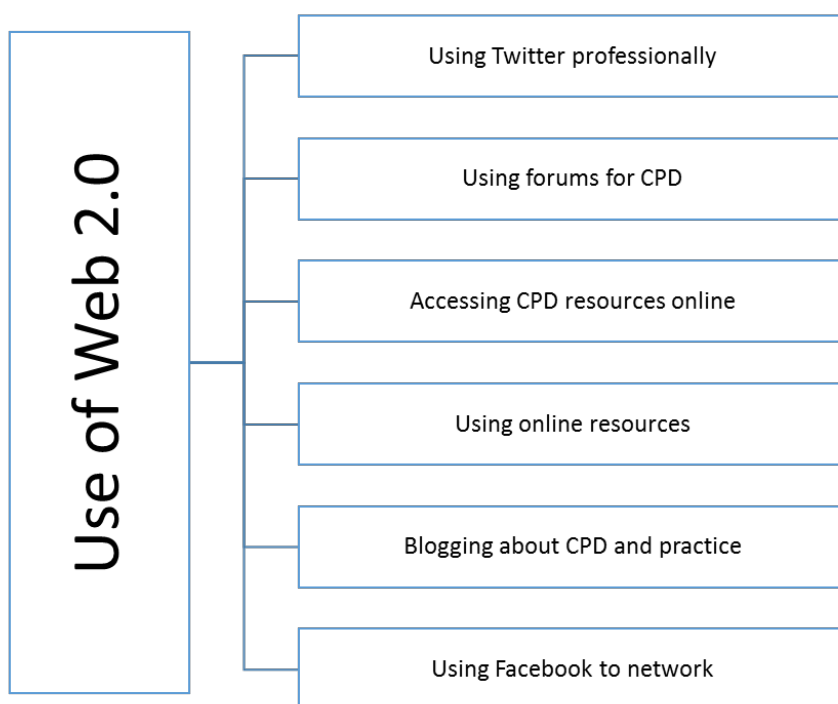 Use of Web 2.0
Using Twitter professionally
Using forums for CPD
Accessing CPD resources online
Using online resources
Blogging about CPD and practice
Using Facebook to network